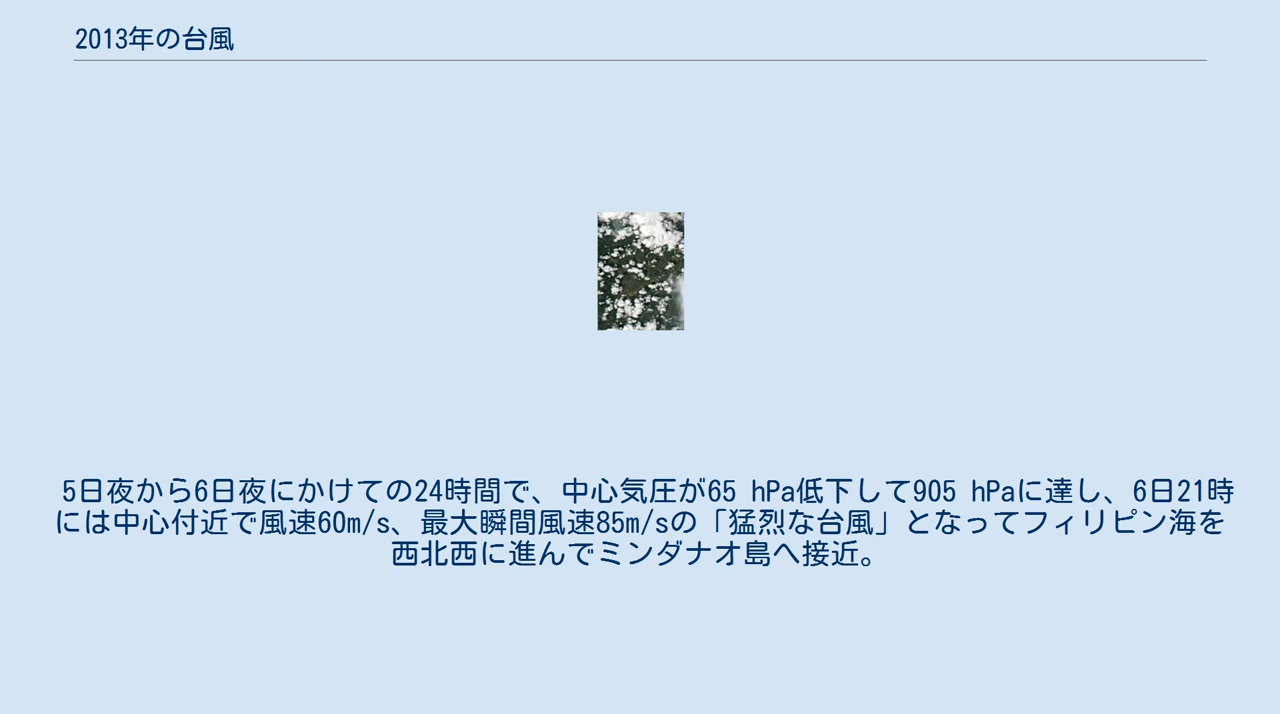 2013年の台風
5日夜から6日夜にかけての24時間で、中心気圧が65 hPa低下して905 hPaに達し、6日21時
には中心付近で風速60m/s、最大瞬間風速85m/sの「猛烈な台風」となってフィリピン海を
西北西に進んでミンダナオ島へ接近。